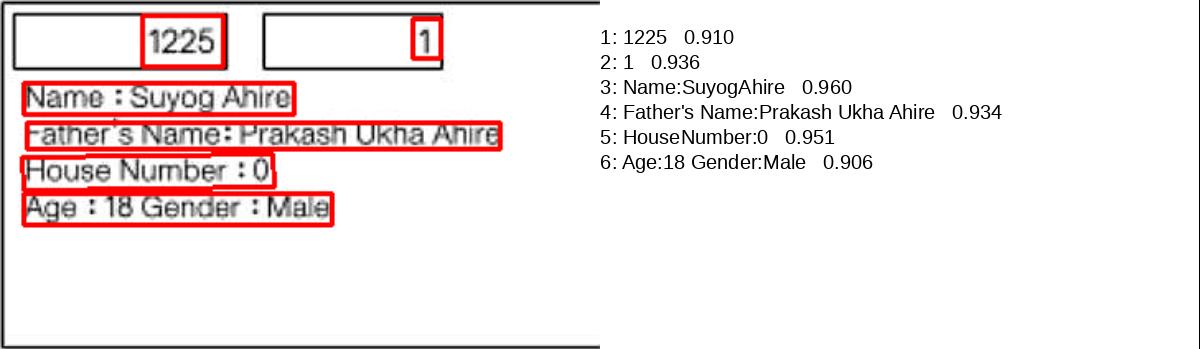 1225 1
Name : Suyog Ahire
Father's Name: Prakash Ukha Ahire
House Number : 0
Age : 18 Gender : Male
1: 1225 0.910
2: 1 0.936
3: Name:SuyogAhire 0.960
4: Father's Name:Prakash Ukha Ahire 0.934
5: HouseNumber:0 0.951
6: Age:18 Gender:Male 0.906